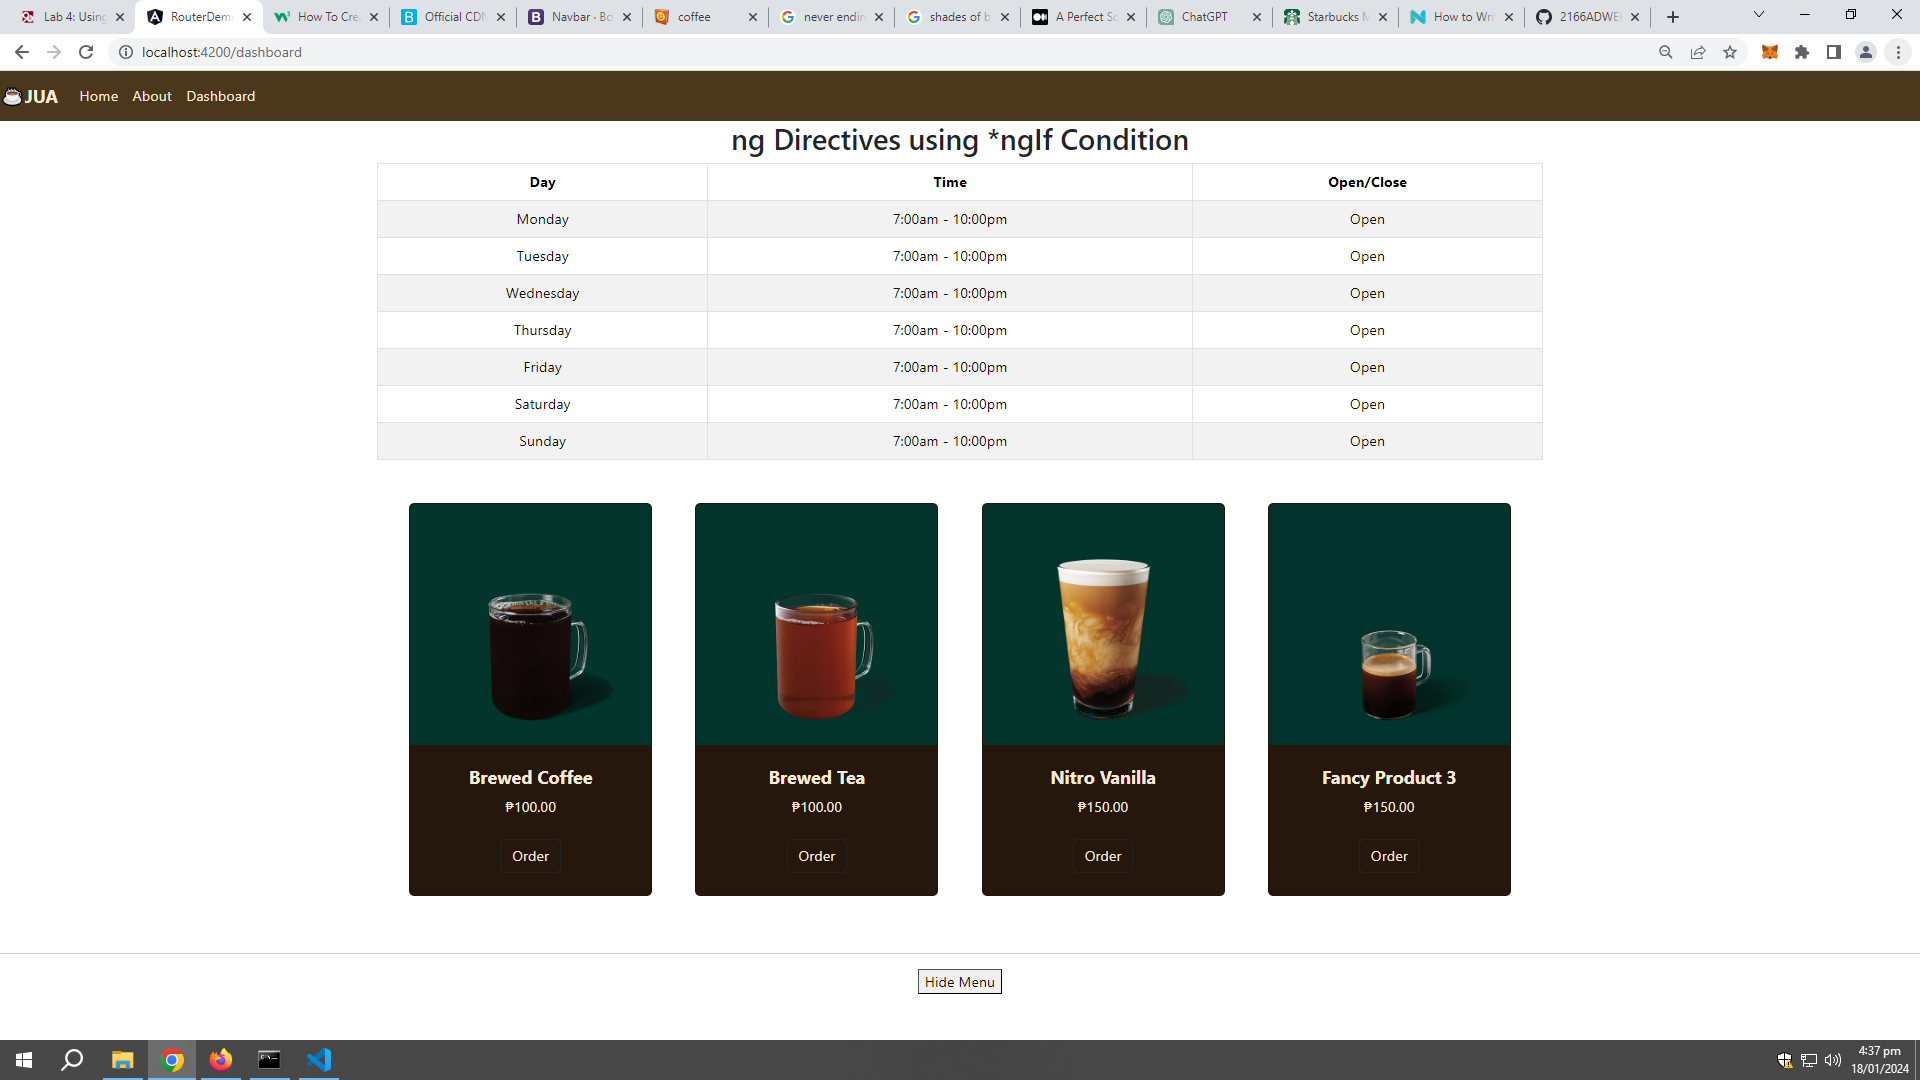 Lab 4: Using
RouterDem
How To Cre
Official CDN
Navbar · Bo
coffee
never endin
shades of b
A Perfect Sc
ChatGPT
Starbucks M
How to Wri
2166ADWE
localhost:4200/dashboard
JUA Home About Dashboard
ng Directives using *ngIf Condition
Day Time Open/Close
Monday 7:00am - 10:00pm Open
Tuesday 7:00am - 10:00pm Open
Wednesday 7:00am - 10:00pm Open
Thursday 7:00am - 10:00pm Open
Friday 7:00am - 10:00pm Open
Saturday 7:00am - 10:00pm Open
Sunday 7:00am - 10:00pm Open
Brewed Coffee
₱100.00
Order
Brewed Tea
₱100.00
Order
Nitro Vanilla
₱150.00
Order
Fancy Product 3
₱150.00
Order
Hide Menu
4:37 pm
18/01/2024